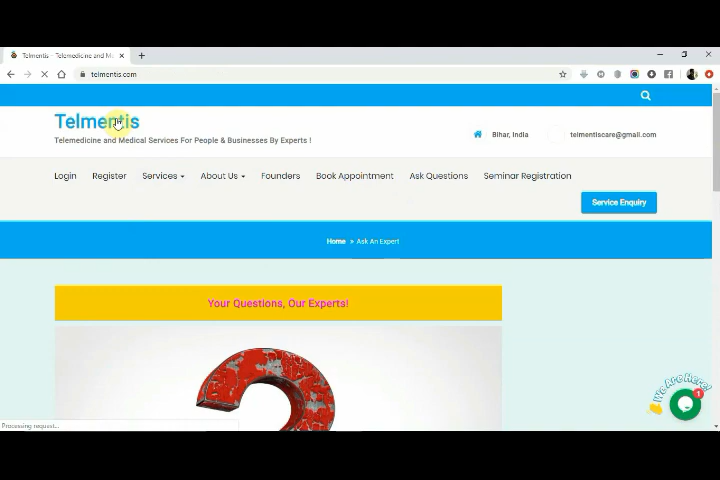 Telmentis - Telemedicine and M
telmentis.com
Telmentis
Telemedicine and Medical Services For People & Businesses By Experts !
Bihar, India
telmentiscare@gmail.com
Login Register Services About Us Founders Book Appointment Ask Questions Seminar Registration
Service Enquiry
Home » Ask An Expert
Your Questions, Our Experts!
We Are Here!
1
Processing request...